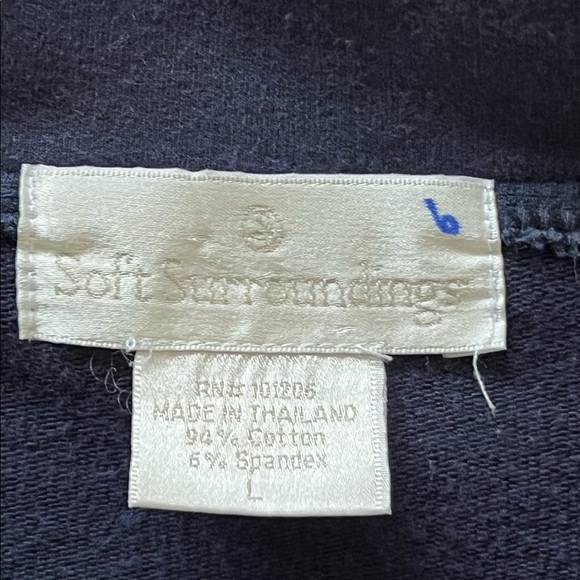 6
Soft Surroundings
RN# 101206
MADE IN THAILAND
94% Cotton
6% Spandex
L